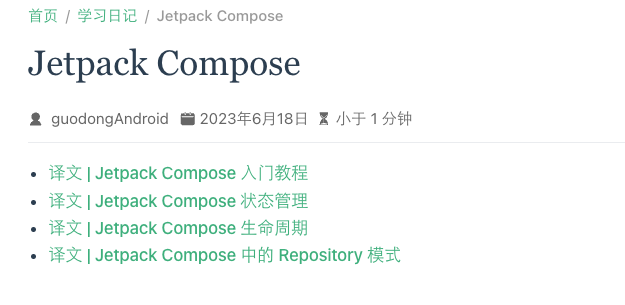 首页 / 学习日记 / Jetpack Compose
Jetpack Compose
guodongAndroid 2023年6月18日 小于 1 分钟
译文 | Jetpack Compose 入门教程
译文 | Jetpack Compose 状态管理
译文 | Jetpack Compose 生命周期
译文 | Jetpack Compose 中的 Repository 模式